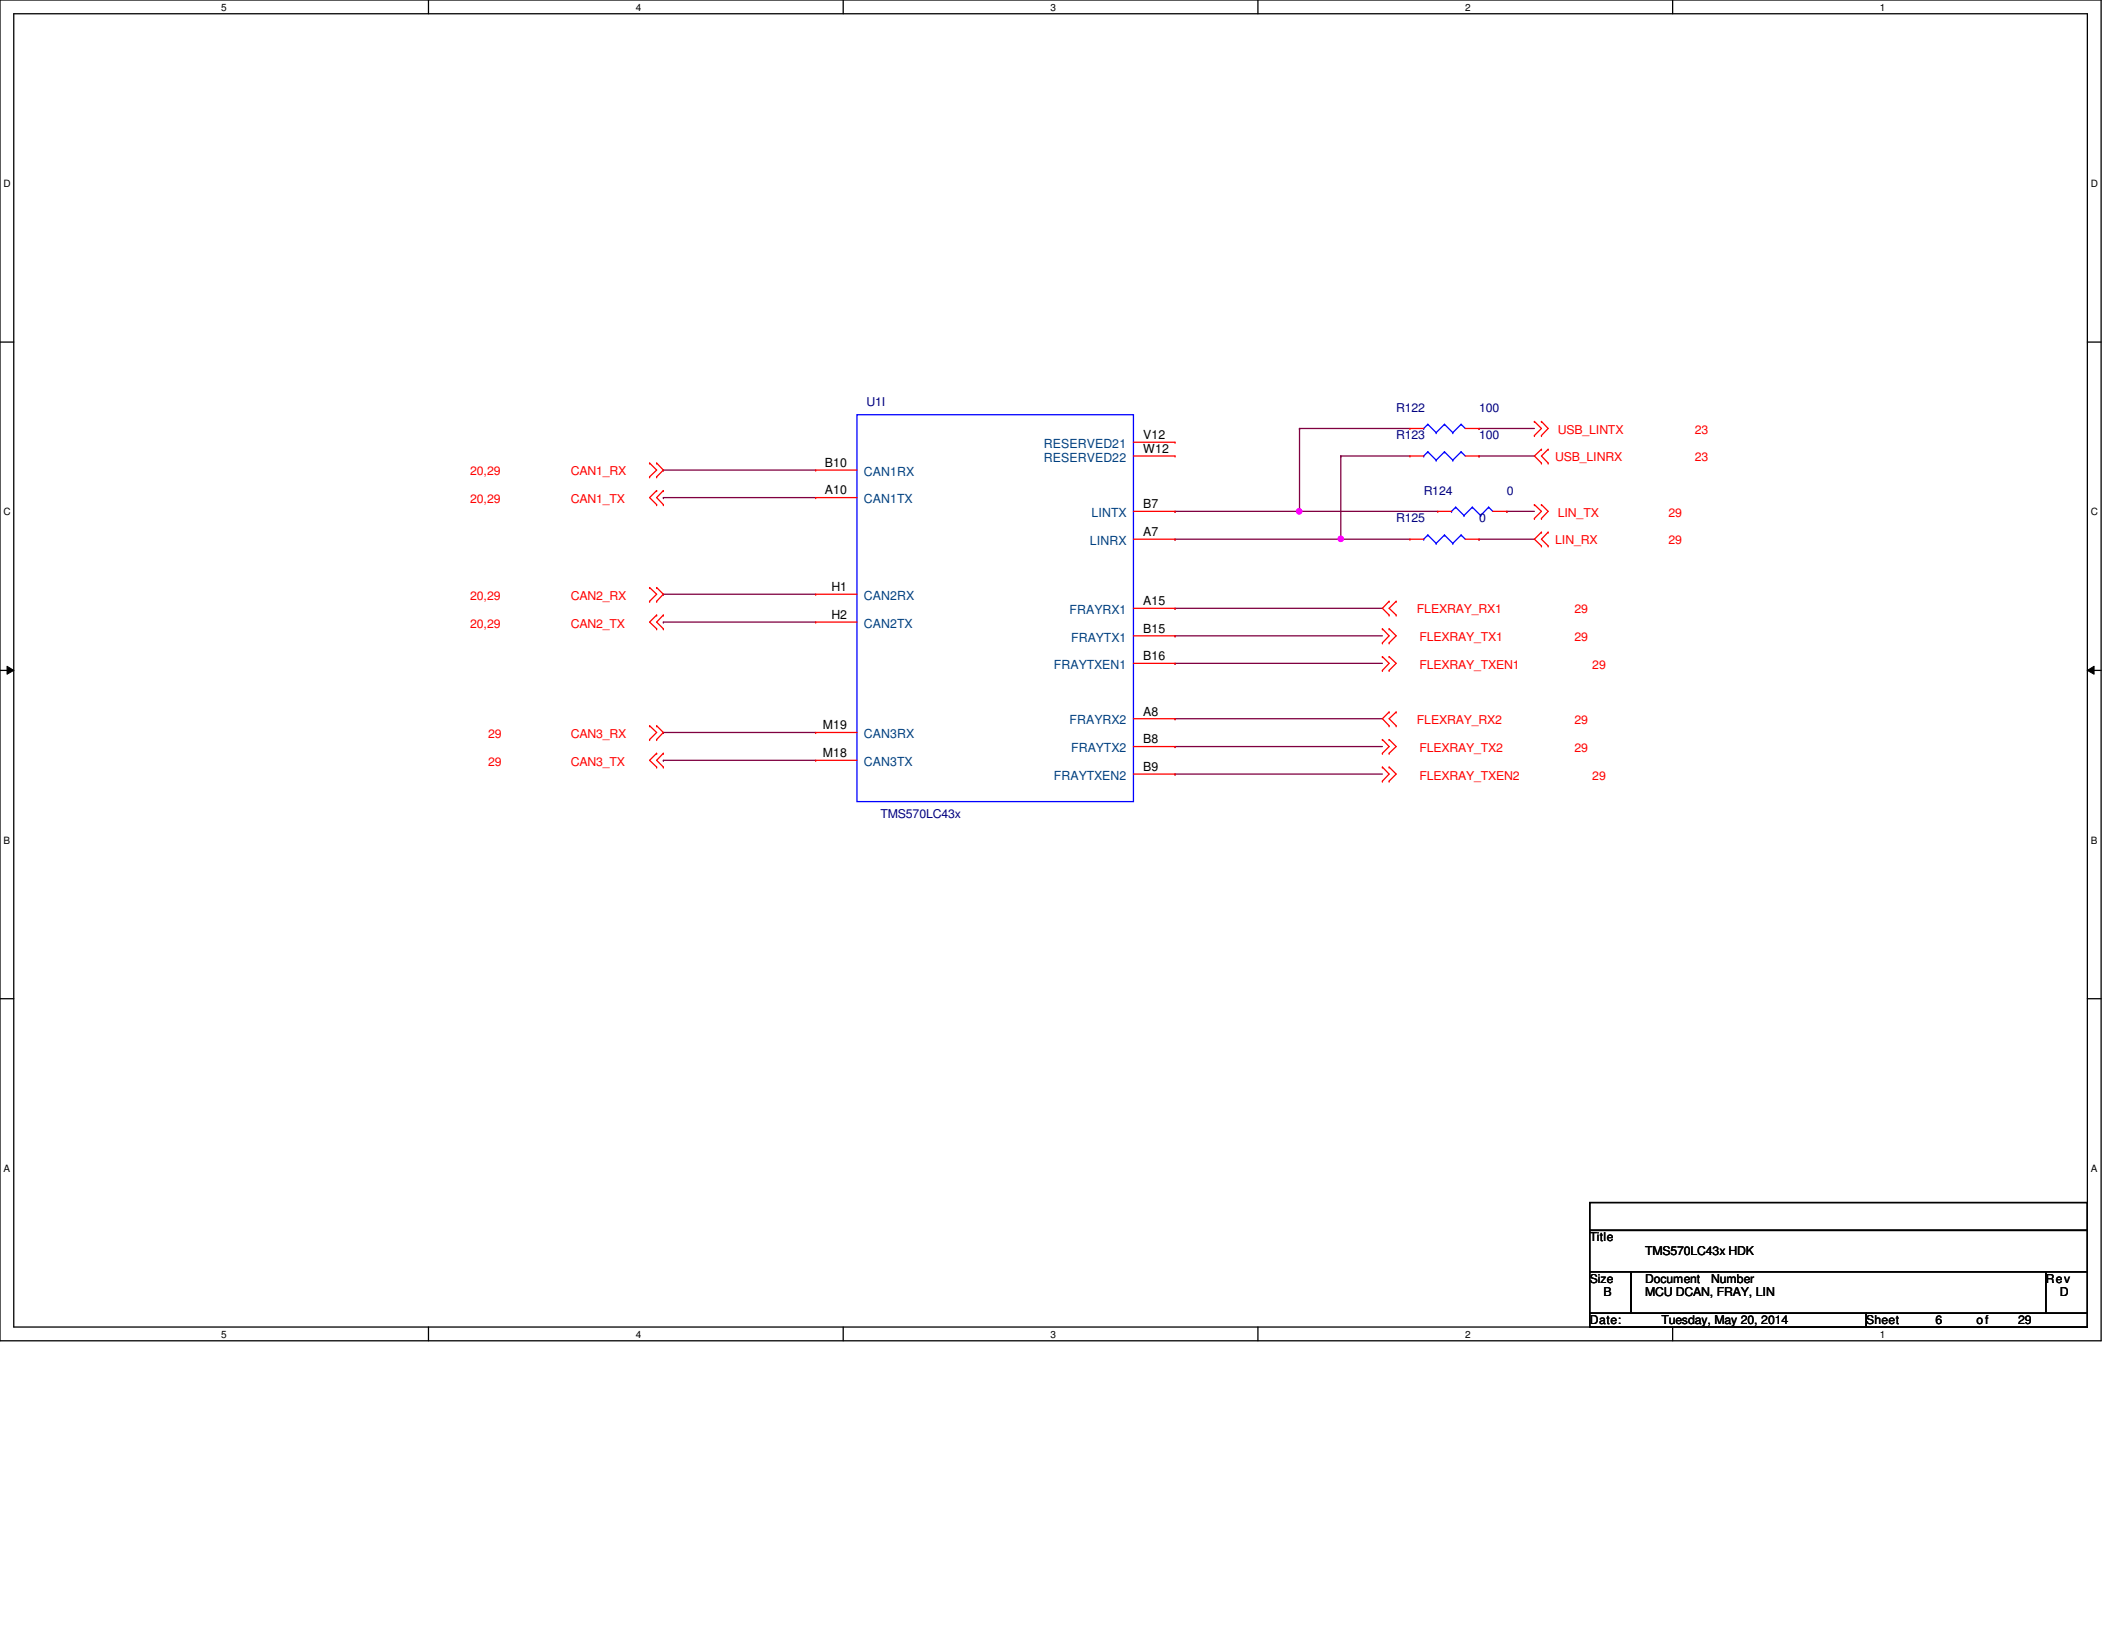 5 4 3 2 1
D D
U1I
R122 100
USB_LINTX 23
R123 100
V12
RESERVED21
W12
RESERVED22
USB_LINRX 23
20,29 CAN1_RX B10 CAN1RX
20,29 CAN1_TX A10 CAN1TX
R124 0
C C
LINTX B7 LIN_TX 29
R125 0
LINRX A7 LIN_RX 29
20,29 CAN2_RX H1 CAN2RX
FRAYRX1 A15 FLEXRAY_RX1 29
20,29 CAN2_TX H2 CAN2TX
FRAYTX1 B15 FLEXRAY_TX1 29
FRAYTXEN1 B16 FLEXRAY_TXEN1 29
FRAYRX2 A8 FLEXRAY_RX2 29
29 CAN3_RX M19 CAN3RX
FRAYTX2 B8 FLEXRAY_TX2 29
29 CAN3_TX M18 CAN3TX
FRAYTXEN2 B9 FLEXRAY_TXEN2 29
TMS570LC43x
B B
A A
Title
TMS570LC43x HDK
Size Document Number Rev
B MCU DCAN, FRAY, LIN D
Date: Tuesday, May 20, 2014 Sheet 6 of 29
5 4 3 2 1